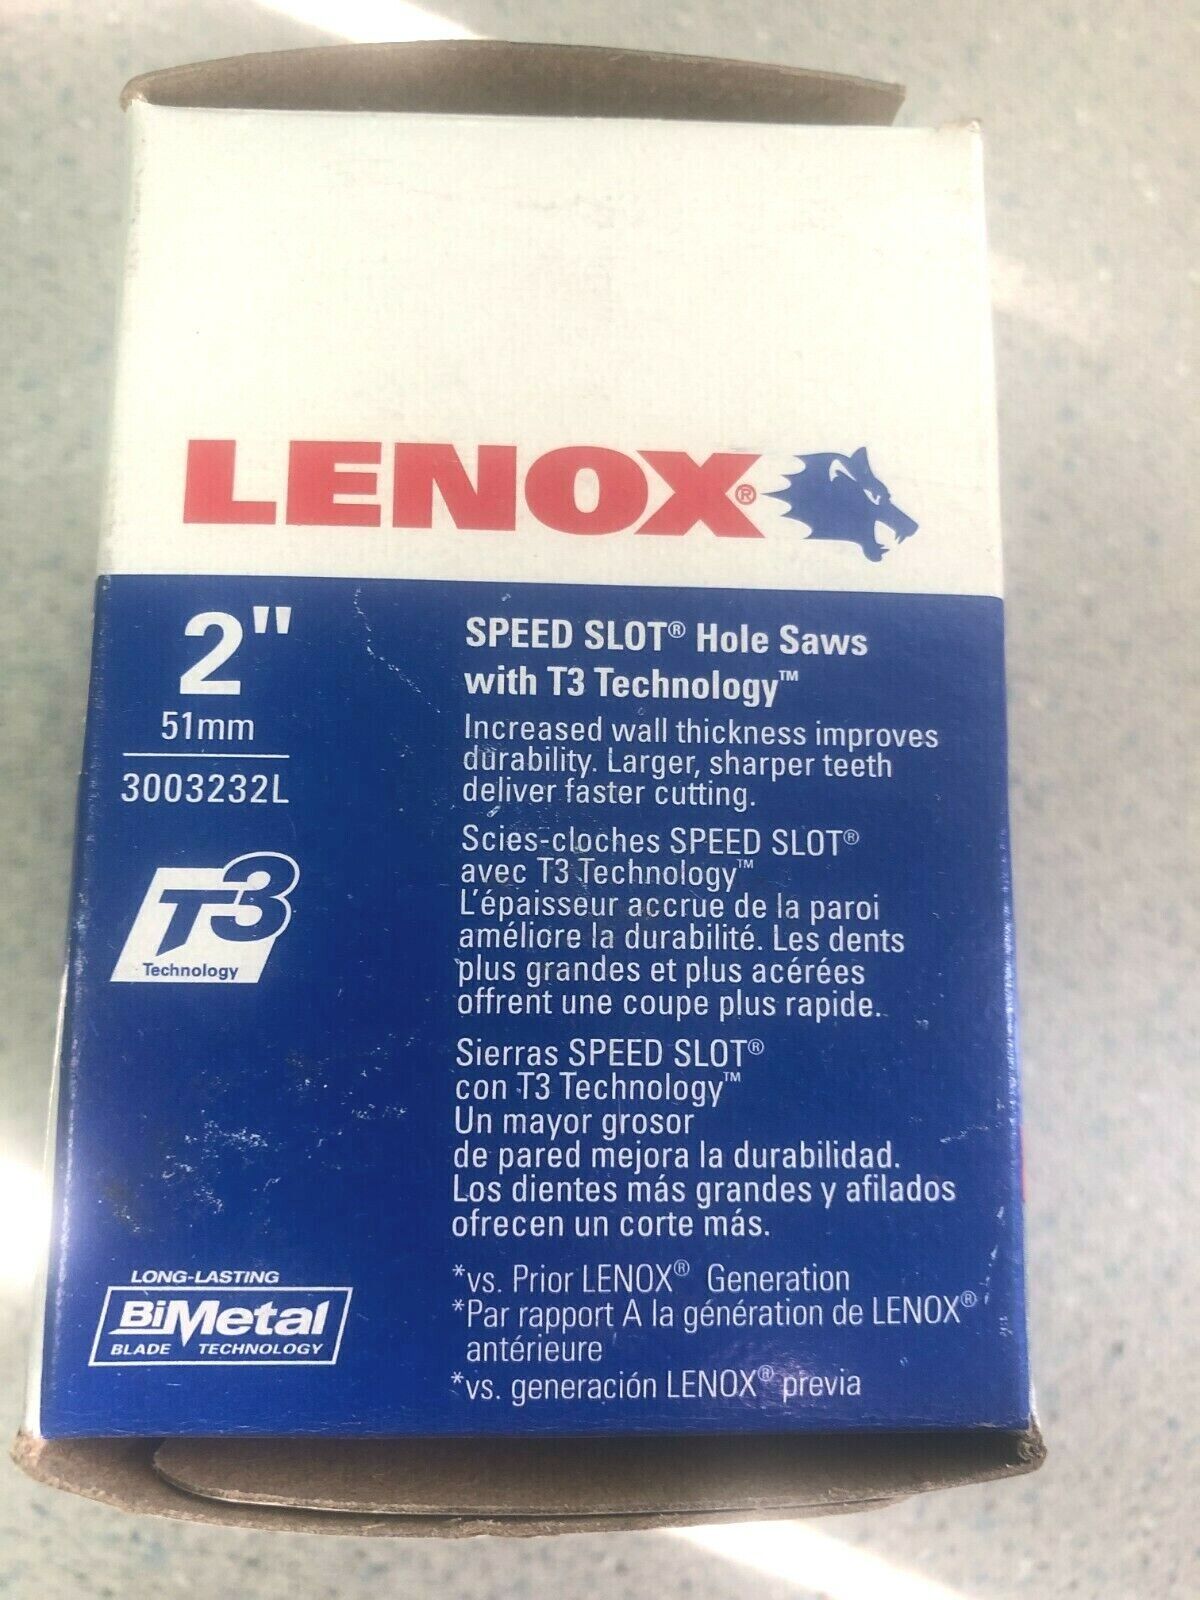 LENOX®
2"
51mm
3003232L
T3
Technology
LONG-LASTING
BiMetal
BLADE TECHNOLOGY
SPEED SLOT® Hole Saws
with T3 Technology™
Increased wall thickness improves
durability. Larger, sharper teeth
deliver faster cutting.
Scies-cloches SPEED SLOT®
avec T3 Technology™
L'épaisseur accrue de la paroi
améliore la durabilité. Les dents
plus grandes et plus acérées
offrent une coupe plus rapide.
Sierras SPEED SLOT®
con T3 Technology™
Un mayor grosor
de pared mejora la durabilidad.
Los dientes más grandes y afilados
ofrecen un corte más.
*vs. Prior LENOX® Generation
*Par rapport A la génération de LENOX®
antérieure
*vs. generación LENOX® previa